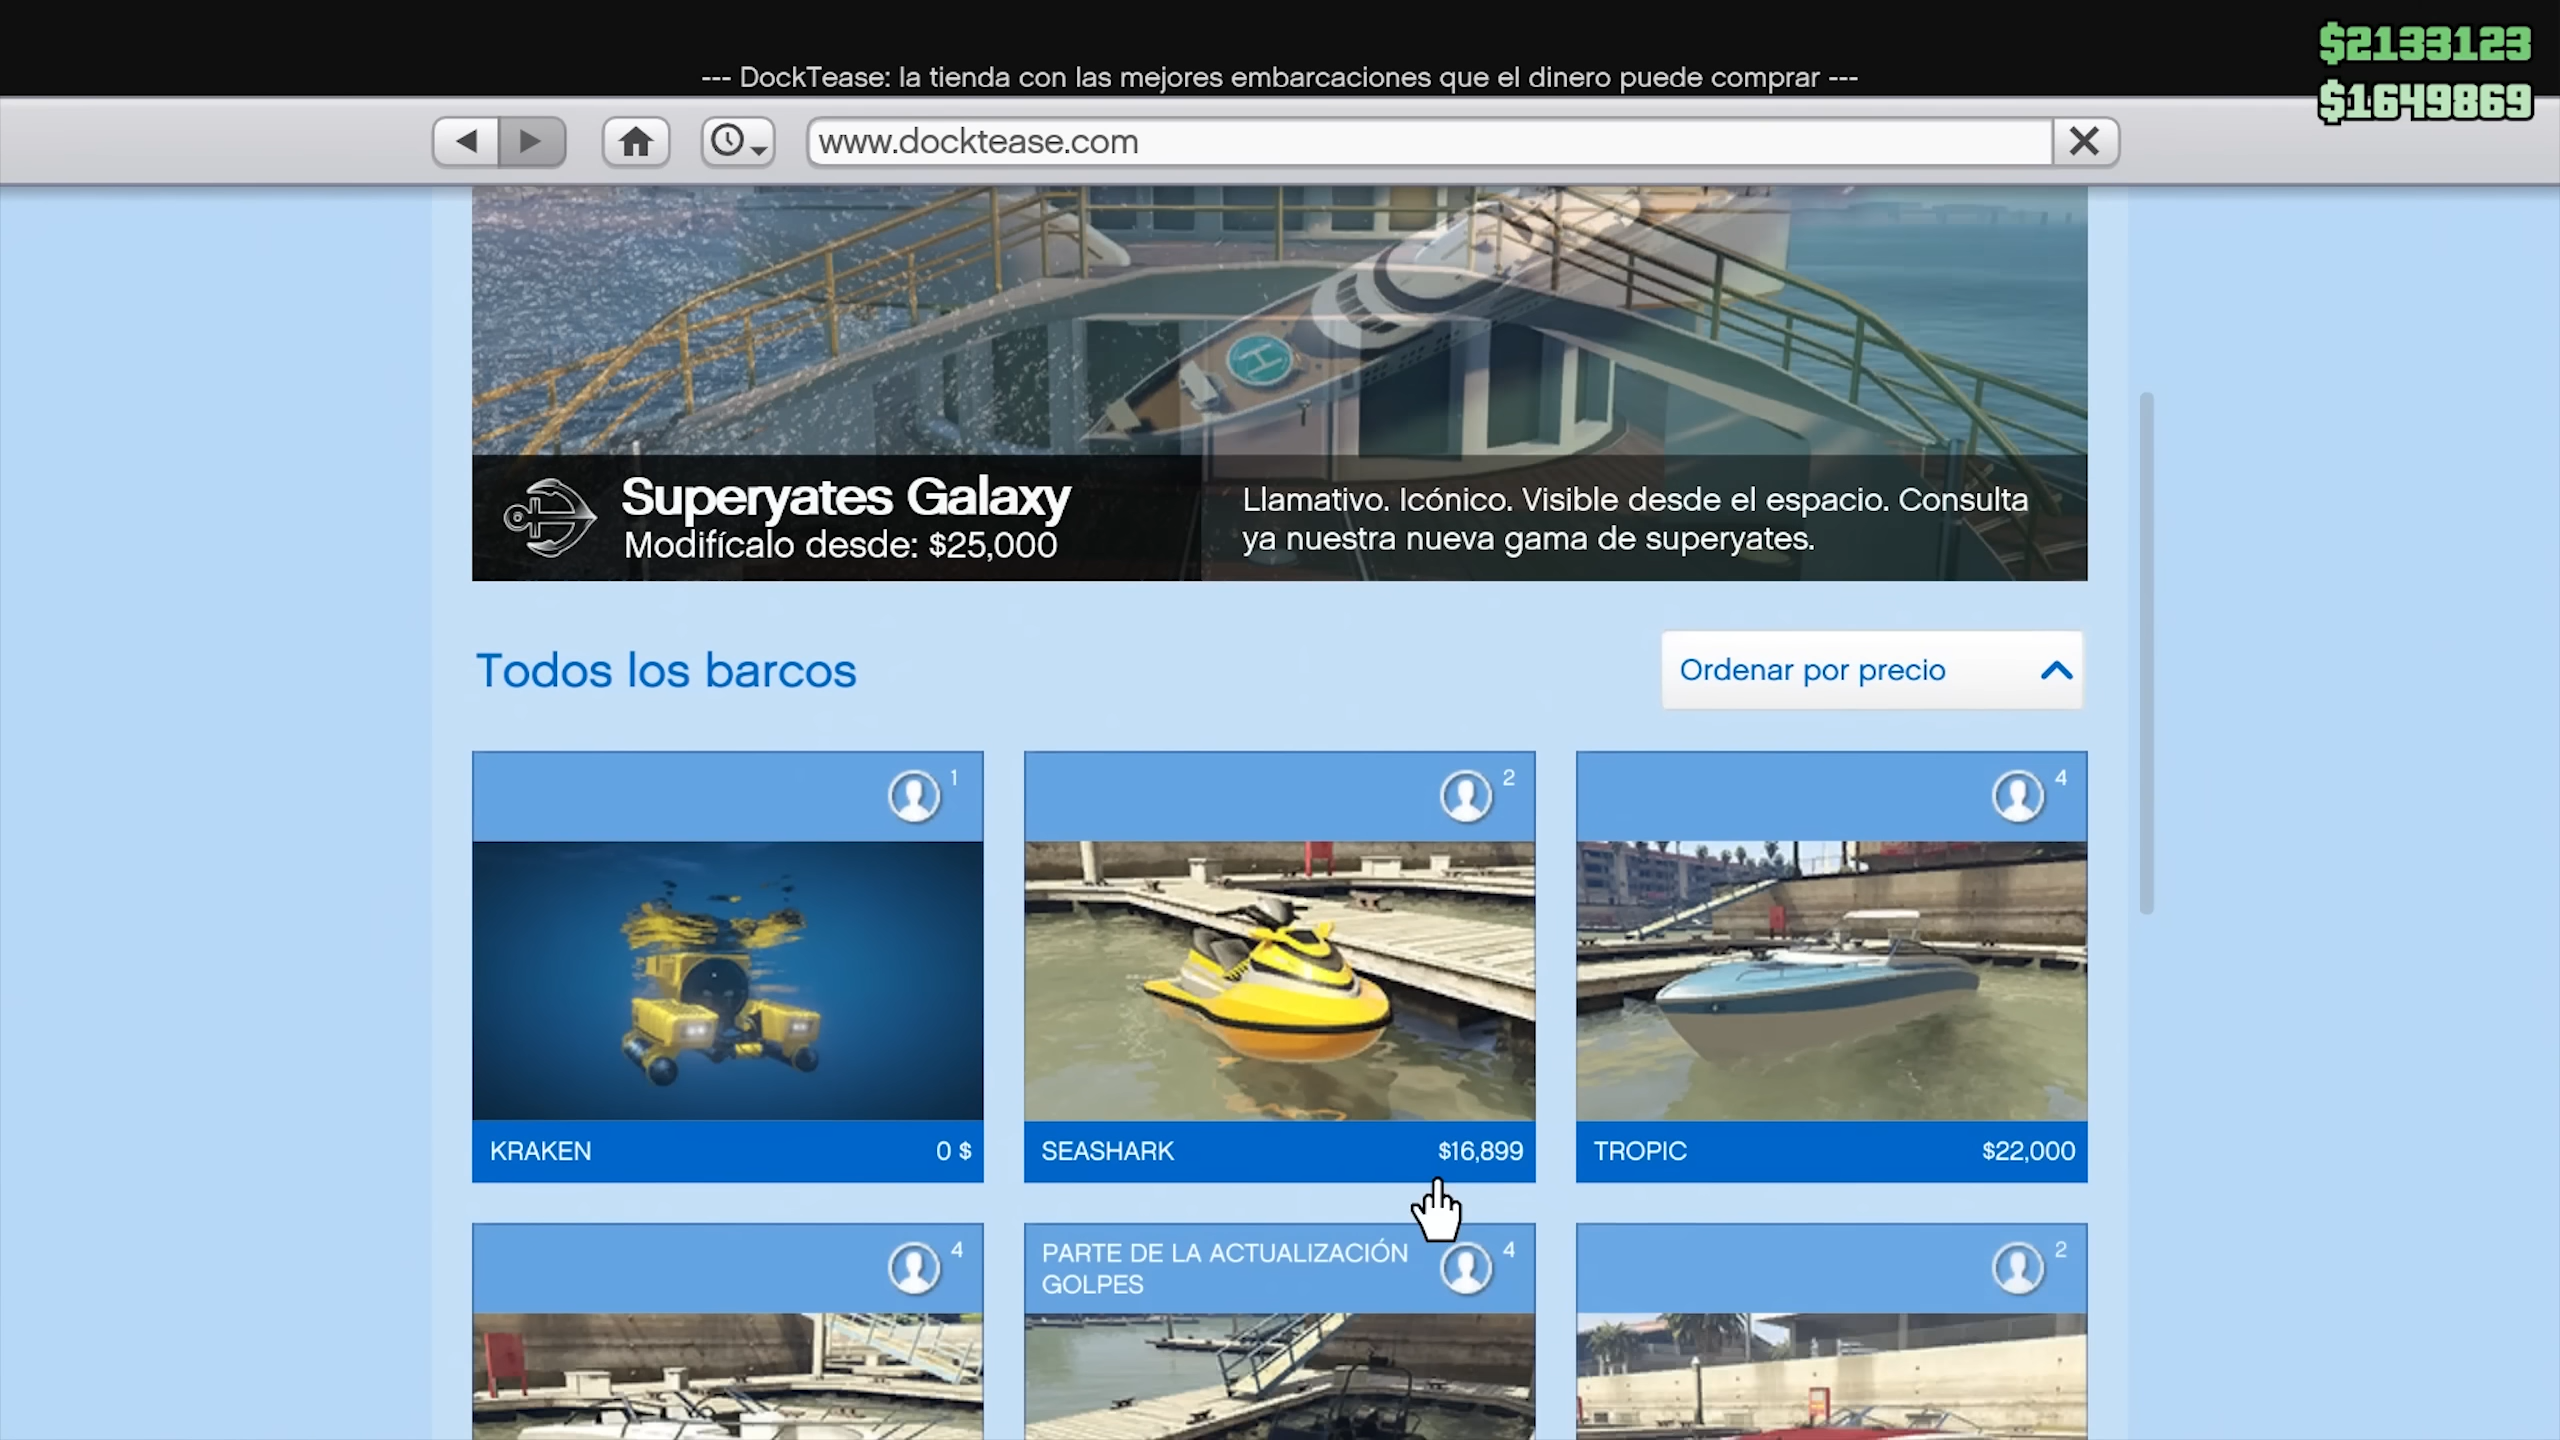 $2133123
--- DockTease: la tienda con las mejores embarcaciones que el dinero puede comprar ---
$1649869
www.docktease.com
Superyates Galaxy
Modifícalo desde: $25,000
Llamativo. Icónico. Visible desde el espacio. Consulta
ya nuestra nueva gama de superyates.
Todos los barcos
Ordenar por precio
1
2
4
KRAKEN 0 $
SEASHARK $16,899
TROPIC $22,000
4
PARTE DE LA ACTUALIZACIÓN
GOLPES
4
2